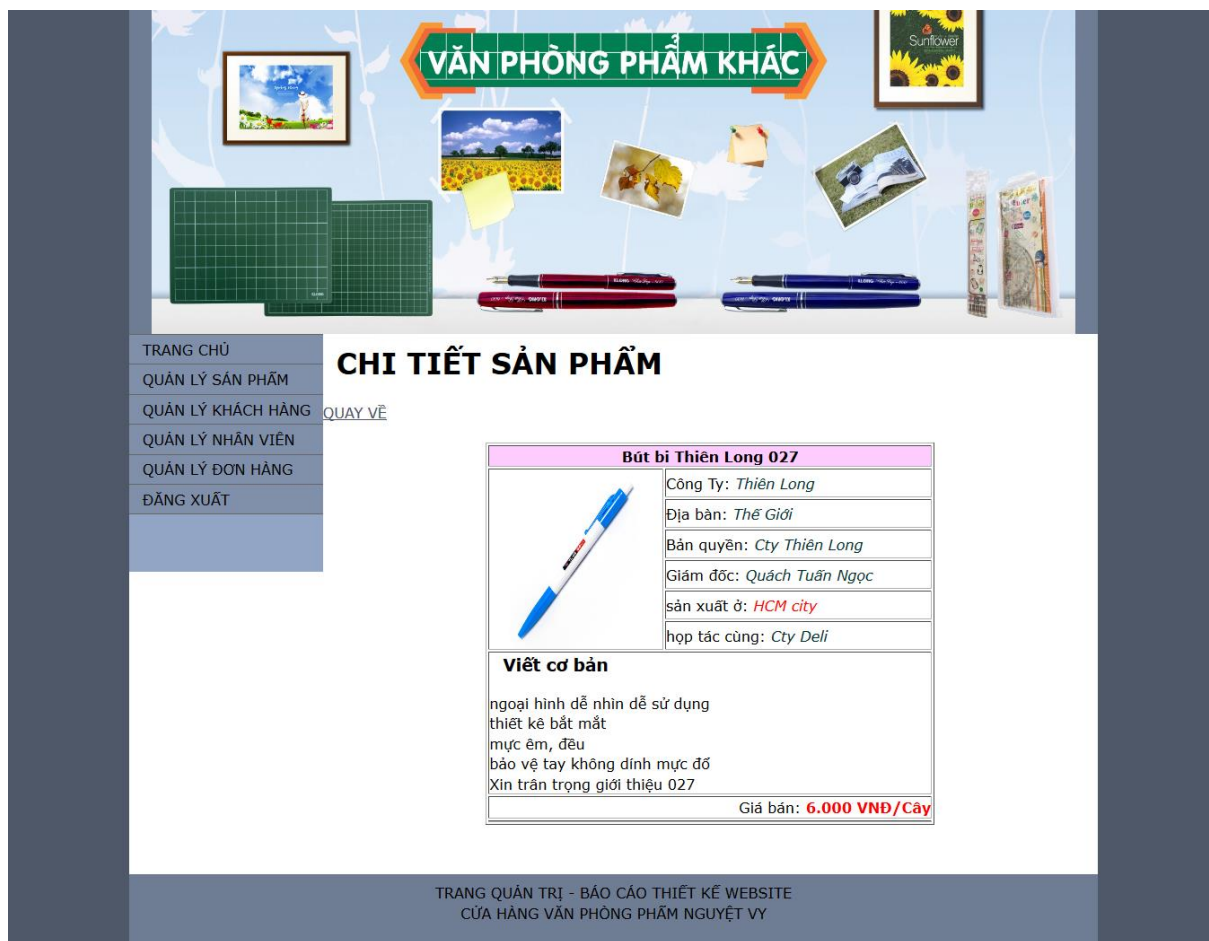 Sunflower
VĂN PHÒNG PHẨM KHÁC
TRANG CHỦ
QUẢN LÝ SẢN PHẨM
QUẢN LÝ KHÁCH HÀNG
QUẢN LÝ NHÂN VIÊN
QUẢN LÝ ĐƠN HÀNG
ĐĂNG XUẤT
CHI TIẾT SẢN PHẨM
QUAY VỀ
Bút bi Thiên Long 027
Công Ty: Thiên Long
Địa bàn: Thế Giới
Bản quyền: Cty Thiên Long
Giám đốc: Quách Tuấn Ngọc
sản xuất ở: HCM city
họp tác cùng: Cty Deli
Viết cơ bản
ngoại hình dễ nhìn dễ sử dụng
thiết kê bắt mắt
mực êm, đều
bảo vệ tay không dính mực đổ
Xin trân trọng giới thiệu 027
Giá bán: 6.000 VNĐ/Cây
TRANG QUẢN TRỊ - BÁO CÁO THIẾT KẾ WEBSITE
CỬA HÀNG VĂN PHÒNG PHẨM NGUYỆT VY